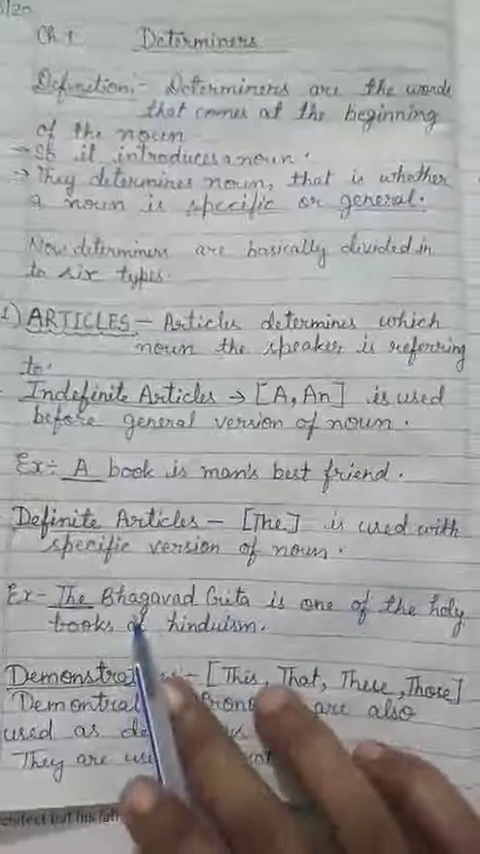 /20
Ch 1 Determiners
Definition:- Determiners are the words
that comes at the beginning
of the noun
→ it introduces a noun.
→ They determines noun, that is whether
a noun is specific or general.
Now determiners are basically divided in
to six types.
1) ARTICLES - Articles determines which
noun the speaker is referring
to.
Indefinite Articles → [A, An] is used
before general version of noun.
Ex÷ A book is man's best friend.
Definite Articles - [The] is used with
specific version of noun.
Ex- The Bhagavad Gita is one of the holy
books of hinduism.
[This, That, These, Those]
are also
used as
They are
architect but his